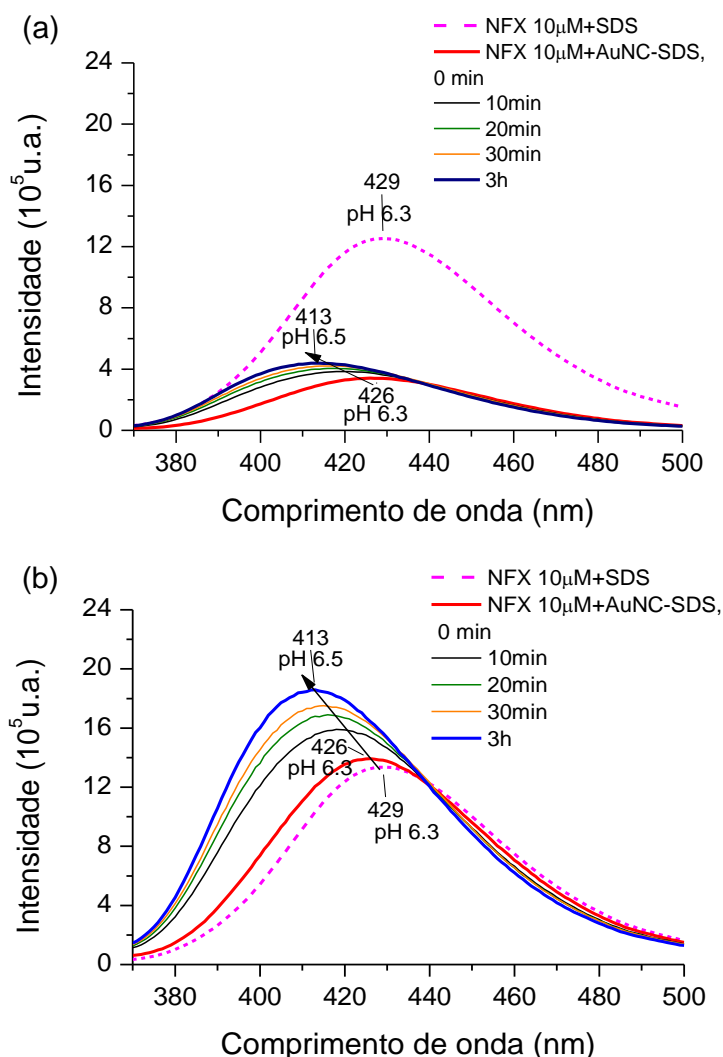 (a)
NFX 10μM+SDS
NFX 10μM+AuNC-SDS,
0 min
10min
20min
30min
3h
24
20
16
12
8
4
0
Intensidade (10⁵u.a.)
429
pH 6.3
413
pH 6.5
426
pH 6.3
380 400 420 440 460 480 500
Comprimento de onda (nm)
(b)
NFX 10μM+SDS
NFX 10μM+AuNC-SDS,
0 min
10min
20min
30min
3h
24
20
16
12
8
4
0
Intensidade (10⁵u.a.)
413
pH 6.5
426
pH 6.3
429
pH 6.3
380 400 420 440 460 480 500
Comprimento de onda (nm)